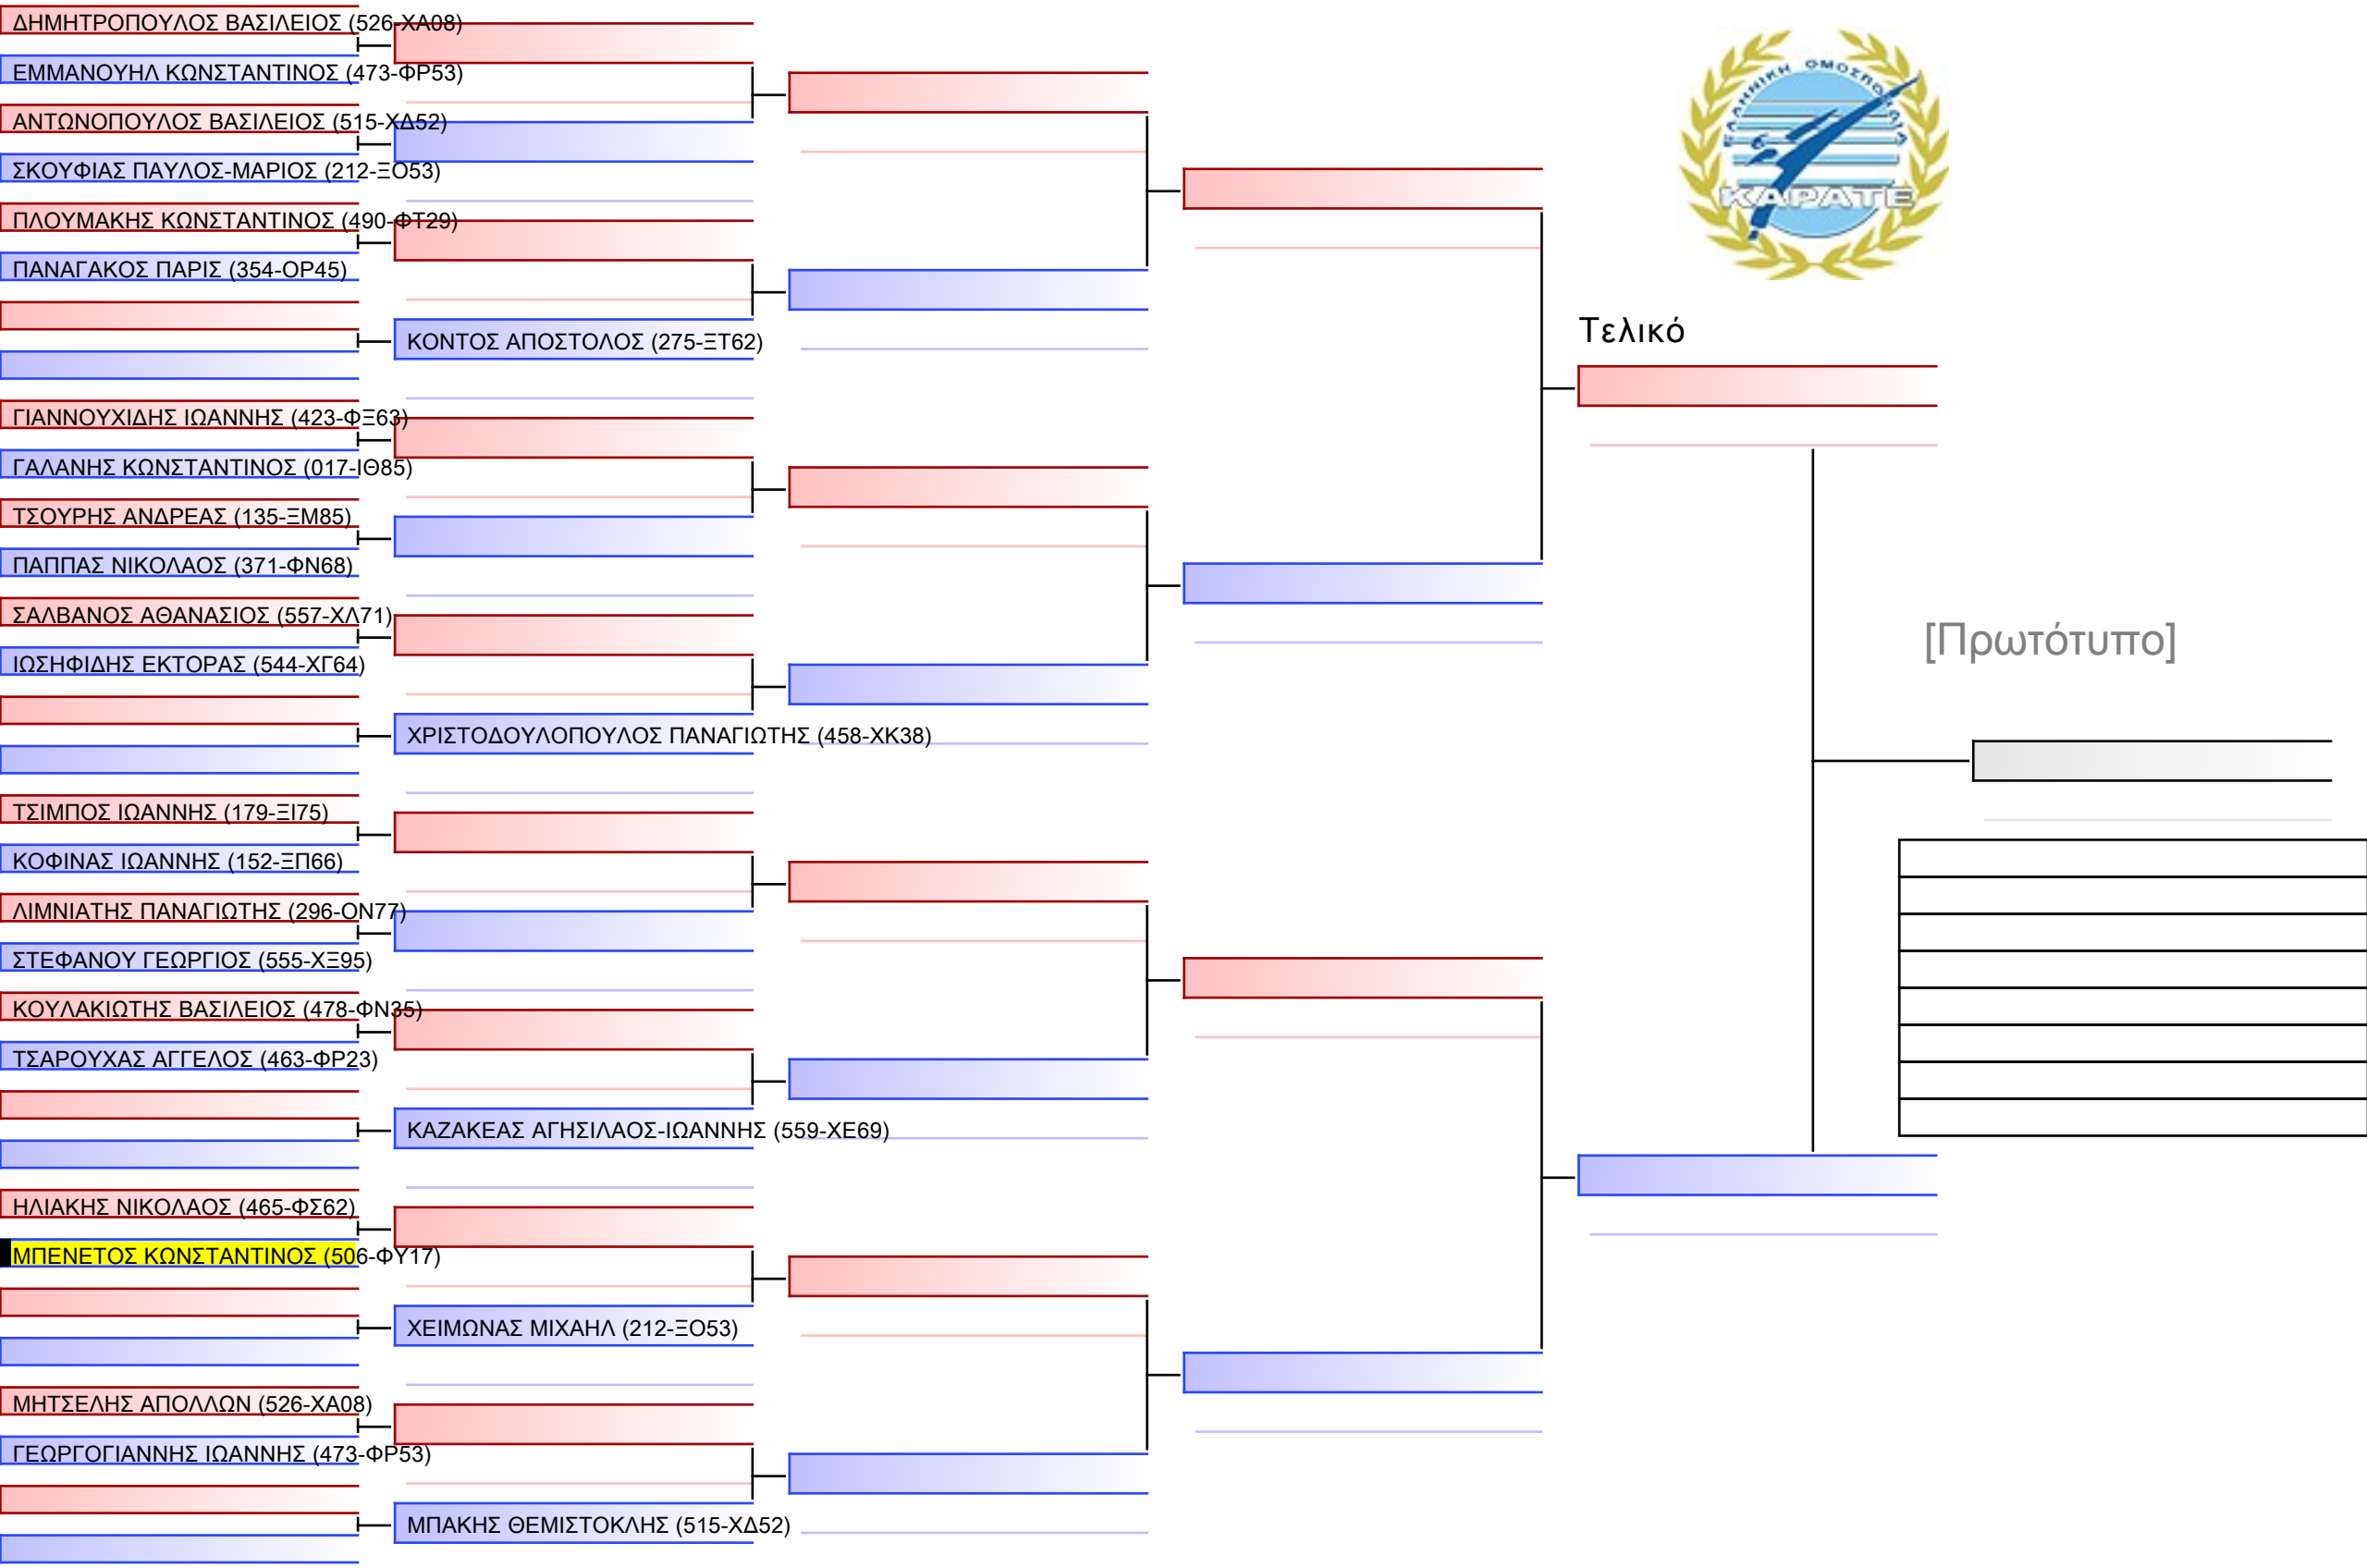 ΔΗΜΗΤΡΟΠΟΥΛΟΣ ΒΑΣΙΛΕΙΟΣ (526-ΧΑ08)
ΕΜΜΑΝΟΥΗΛ ΚΩΝΣΤΑΝΤΙΝΟΣ (473-ΦΡ53)
ΑΝΤΩΝΟΠΟΥΛΟΣ ΒΑΣΙΛΕΙΟΣ (515-ΧΔ52)
ΣΚΟΥΦΙΑΣ ΠΑΥΛΟΣ-ΜΑΡΙΟΣ (212-ΞΟ53)
ΠΛΟΥΜΑΚΗΣ ΚΩΝΣΤΑΝΤΙΝΟΣ (490-ΦΤ29)
ΠΑΝΑΓΑΚΟΣ ΠΑΡΙΣ (354-ΟΡ45)
ΚΟΝΤΟΣ ΑΠΟΣΤΟΛΟΣ (275-ΞΤ62)
ΓΙΑΝΝΟΥΧΙΔΗΣ ΙΩΑΝΝΗΣ (423-ΦΞ63)
ΓΑΛΑΝΗΣ ΚΩΝΣΤΑΝΤΙΝΟΣ (017-ΙΘ85)
ΤΣΟΥΡΗΣ ΑΝΔΡΕΑΣ (135-ΞΜ85)
ΠΑΠΠΑΣ ΝΙΚΟΛΑΟΣ (371-ΦΝ68)
ΣΑΛΒΑΝΟΣ ΑΘΑΝΑΣΙΟΣ (557-ΧΛ71)
ΙΩΣΗΦΙΔΗΣ ΕΚΤΟΡΑΣ (544-ΧΓ64)
ΧΡΙΣΤΟΔΟΥΛΟΠΟΥΛΟΣ ΠΑΝΑΓΙΩΤΗΣ (458-ΧΚ38)
ΤΣΙΜΠΟΣ ΙΩΑΝΝΗΣ (179-ΞΙ75)
ΚΟΦΙΝΑΣ ΙΩΑΝΝΗΣ (152-ΞΠ66)
ΛΙΜΝΙΑΤΗΣ ΠΑΝΑΓΙΩΤΗΣ (296-ΟΝ77)
ΣΤΕΦΑΝΟΥ ΓΕΩΡΓΙΟΣ (555-ΧΞ95)
ΚΟΥΛΑΚΙΩΤΗΣ ΒΑΣΙΛΕΙΟΣ (478-ΦΝ35)
ΤΣΑΡΟΥΧΑΣ ΑΓΓΕΛΟΣ (463-ΦΡ23)
ΚΑΖΑΚΕΑΣ ΑΓΗΣΙΛΑΟΣ-ΙΩΑΝΝΗΣ (559-ΧΕ69)
ΗΛΙΑΚΗΣ ΝΙΚΟΛΑΟΣ (465-ΦΣ62)
ΜΠΕΝΕΤΟΣ ΚΩΝΣΤΑΝΤΙΝΟΣ (506-ΦΥ17)
ΧΕΙΜΩΝΑΣ ΜΙΧΑΗΛ (212-ΞΟ53)
ΜΗΤΣΕΛΗΣ ΑΠΟΛΛΩΝ (526-ΧΑ08)
ΓΕΩΡΓΟΓΙΑΝΝΗΣ ΙΩΑΝΝΗΣ (473-ΦΡ53)
ΜΠΑΚΗΣ ΘΕΜΙΣΤΟΚΛΗΣ (515-ΧΔ52)
ΕΛΛΗΝΙΚΗ ΟΜΟΣΠΟΝΔΙΑ
ΚΑΡΑΤΕ
Τελικό
[Πρωτότυπο]